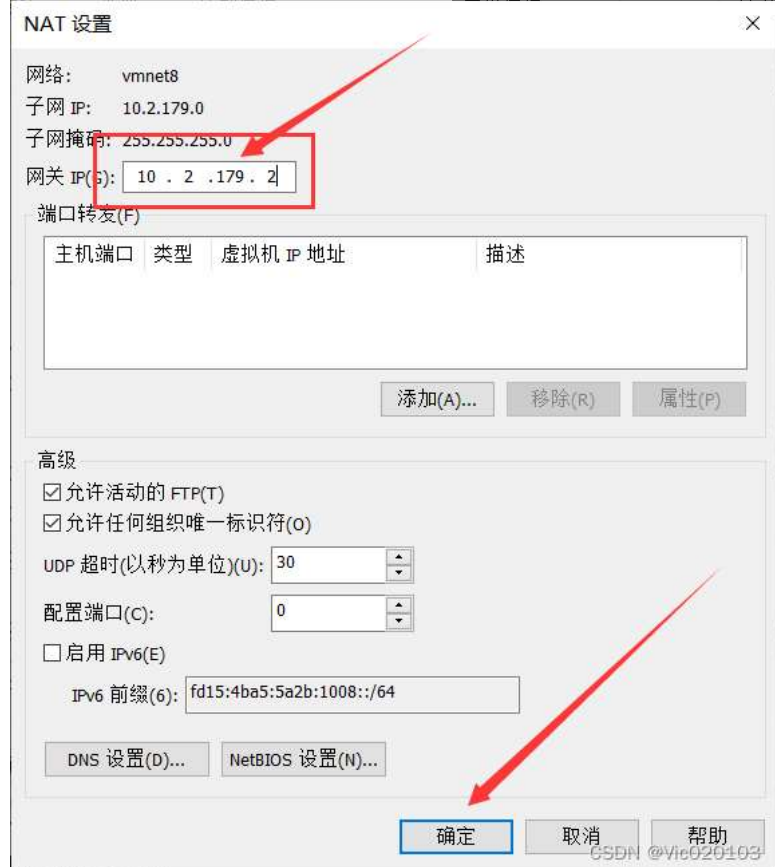 NAT 设置
网络: vmnet8
子网 IP: 10.2.179.0
子网掩码: 255.255.255.0
网关 IP(G): 10 . 2 .179 . 2
端口转发(F)
主机端口 类型 虚拟机 IP 地址 描述
添加(A)... 移除(R) 属性(P)
高级
允许活动的 FTP(T)
允许任何组织唯一标识符(O)
UDP 超时(以秒为单位)(U): 30
配置端口(C): 0
启用 IPv6(E)
IPv6 前缀(6): fd15:4ba5:5a2b:1008::/64
DNS 设置(D)... NetBIOS 设置(N)...
确定 取消 帮助
CSDN @Vic020103